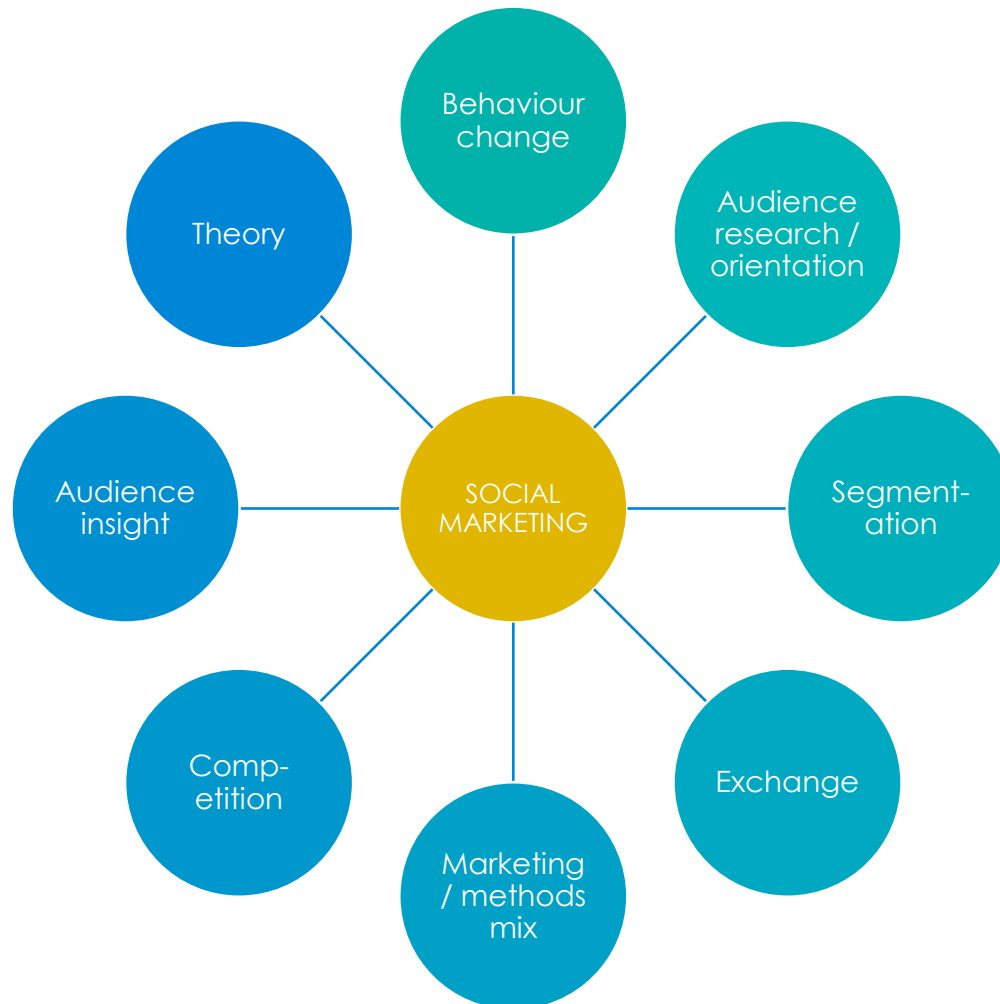 Behaviour
change
Audience
research /
orientation
Segment-
ation
Exchange
Marketing
/ methods
mix
Comp-
etition
Audience
insight
Theory
SOCIAL
MARKETING